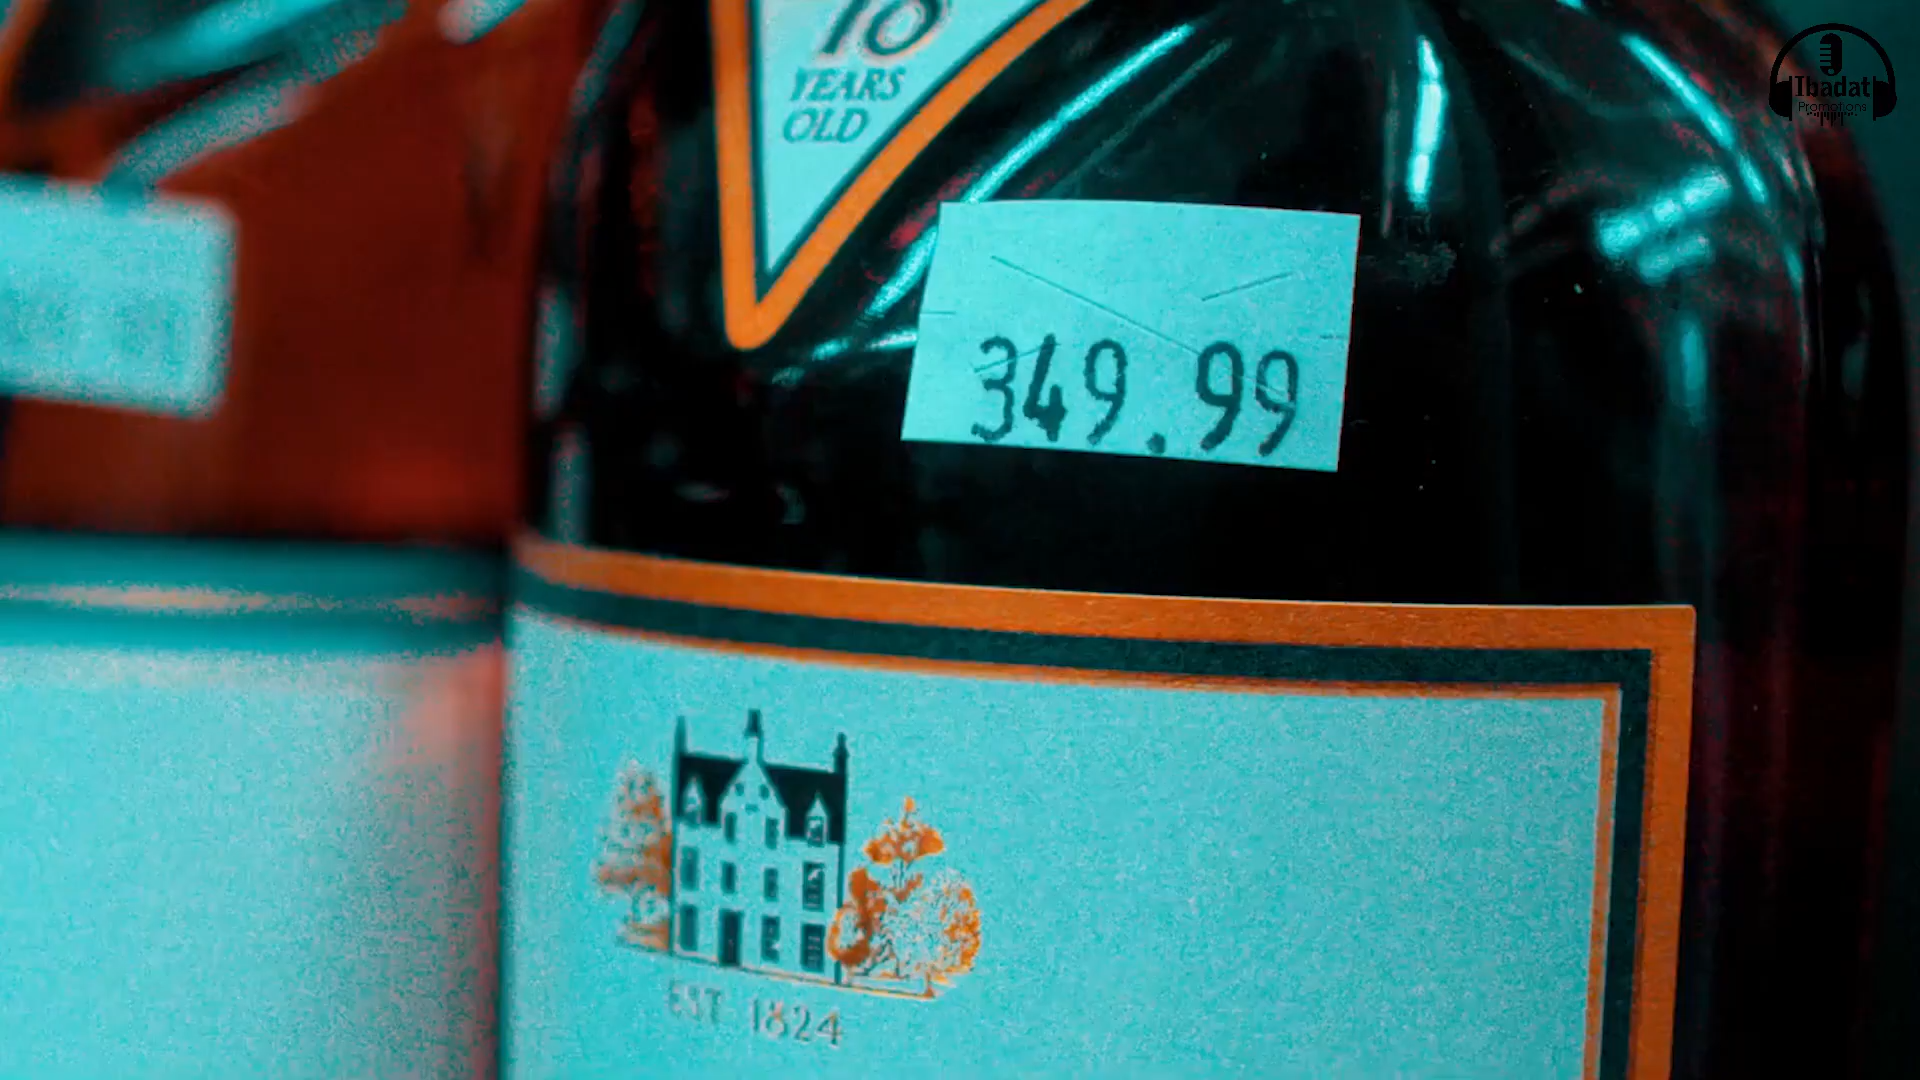 18
YEARS
OLD
349.99
EST 1824
Ibadat
Promotions